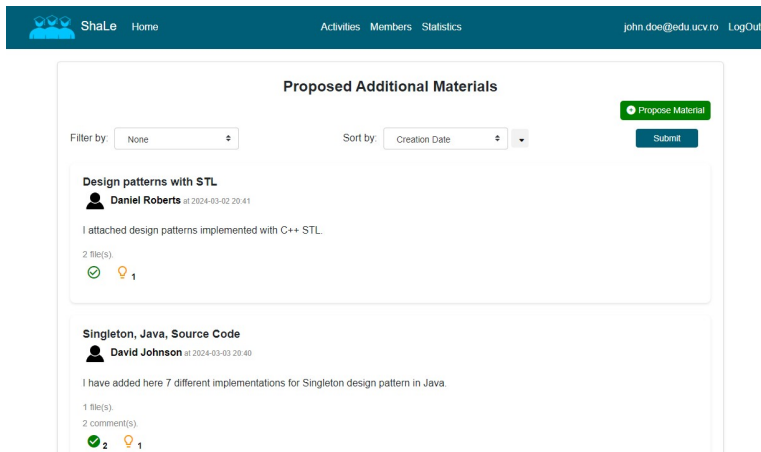 ShaLe Home Activities Members Statistics john.doe@edu.ucv.ro LogOut
Proposed Additional Materials
Propose Material
Filter by: None Sort by: Creation Date Submit
Design patterns with STL
Daniel Roberts at 2024-03-02 20:41
I attached design patterns implemented with C++ STL.
2 file(s).
1
Singleton, Java, Source Code
David Johnson at 2024-03-03 20:40
I have added here 7 different implementations for Singleton design pattern in Java.
1 file(s).
2 comment(s).
2 1